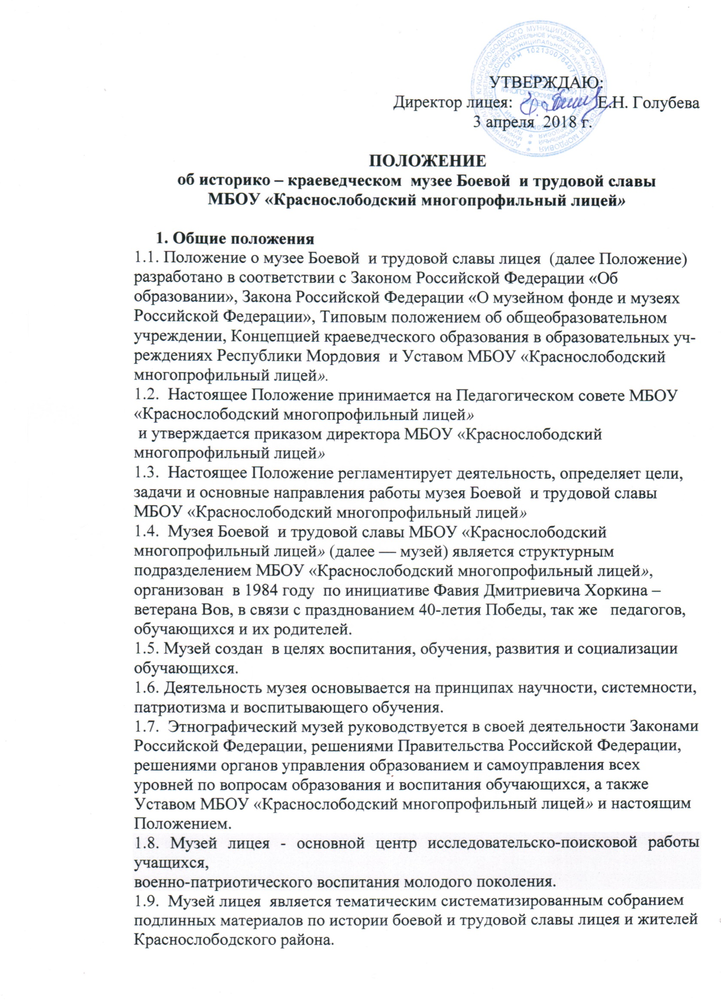 УТВЕРЖДАЮ:
Директор лицея: Е.Н. Голубева
3 апреля 2018 г.
ПОЛОЖЕНИЕ
об историко – краеведческом музее Боевой и трудовой славы
МБОУ «Краснослободский многопрофильный лицей»
1. Общие положения
1.1. Положение о музее Боевой и трудовой славы лицея (далее Положение)
разработано в соответствии с Законом Российской Федерации «Об
образовании», Закона Российской Федерации «О музейном фонде и музеях
Российской Федерации», Типовым положением об общеобразовательном
учреждении, Концепцией краеведческого образования в образовательных уч-
реждениях Республики Мордовия и Уставом МБОУ «Краснослободский
многопрофильный лицей».
1.2. Настоящее Положение принимается на Педагогическом совете МБОУ
«Краснослободский многопрофильный лицей»
и утверждается приказом директора МБОУ «Краснослободский
многопрофильный лицей»
1.3. Настоящее Положение регламентирует деятельность, определяет цели,
задачи и основные направления работы музея Боевой и трудовой славы
МБОУ «Краснослободский многопрофильный лицей»
1.4. Музея Боевой и трудовой славы МБОУ «Краснослободский
многопрофильный лицей» (далее — музей) является структурным
подразделением МБОУ «Краснослободский многопрофильный лицей»,
организован в 1984 году по инициативе Фавия Дмитриевича Хоркина –
ветерана Вов, в связи с празднованием 40-летия Победы, так же педагогов,
обучающихся и их родителей.
1.5. Музей создан в целях воспитания, обучения, развития и социализации
обучающихся.
1.6. Деятельность музея основывается на принципах научности, системности,
патриотизма и воспитывающего обучения.
1.7. Этнографический музей руководствуется в своей деятельности Законами
Российской Федерации, решениями Правительства Российской Федерации,
решениями органов управления образованием и самоуправления всех
уровней по вопросам образования и воспитания обучающихся, а также
Уставом МБОУ «Краснослободский многопрофильный лицей» и настоящим
Положением.
1.8. Музей лицея - основной центр исследовательско-поисковой работы
учащихся,
военно-патриотического воспитания молодого поколения.
1.9. Музей лицея является тематическим систематизированным собранием
подлинных материалов по истории боевой и трудовой славы лицея и жителей
Краснослободского района.